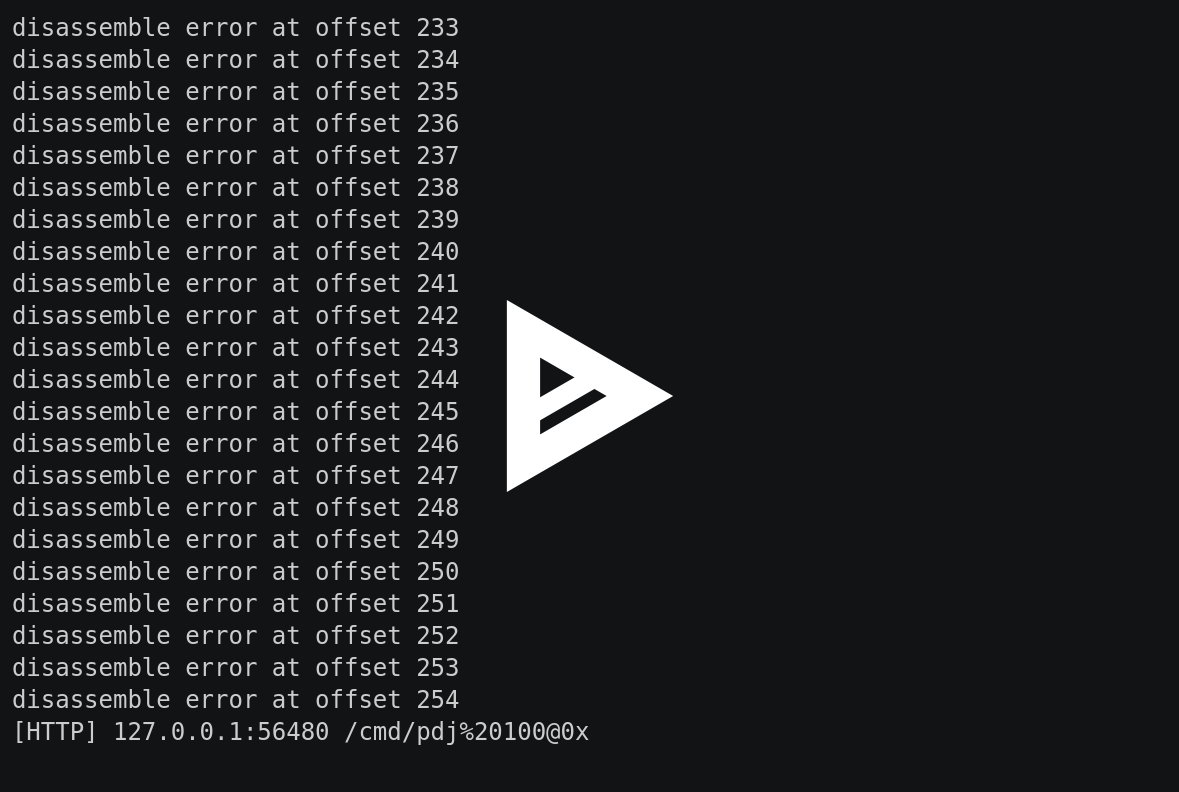 disassemble error at offset 233
disassemble error at offset 234
disassemble error at offset 235
disassemble error at offset 236
disassemble error at offset 237
disassemble error at offset 238
disassemble error at offset 239
disassemble error at offset 240
disassemble error at offset 241
disassemble error at offset 242
disassemble error at offset 243
disassemble error at offset 244
disassemble error at offset 245
disassemble error at offset 246
disassemble error at offset 247
disassemble error at offset 248
disassemble error at offset 249
disassemble error at offset 250
disassemble error at offset 251
disassemble error at offset 252
disassemble error at offset 253
disassemble error at offset 254
[HTTP] 127.0.0.1:56480 /cmd/pdj%20100@0x